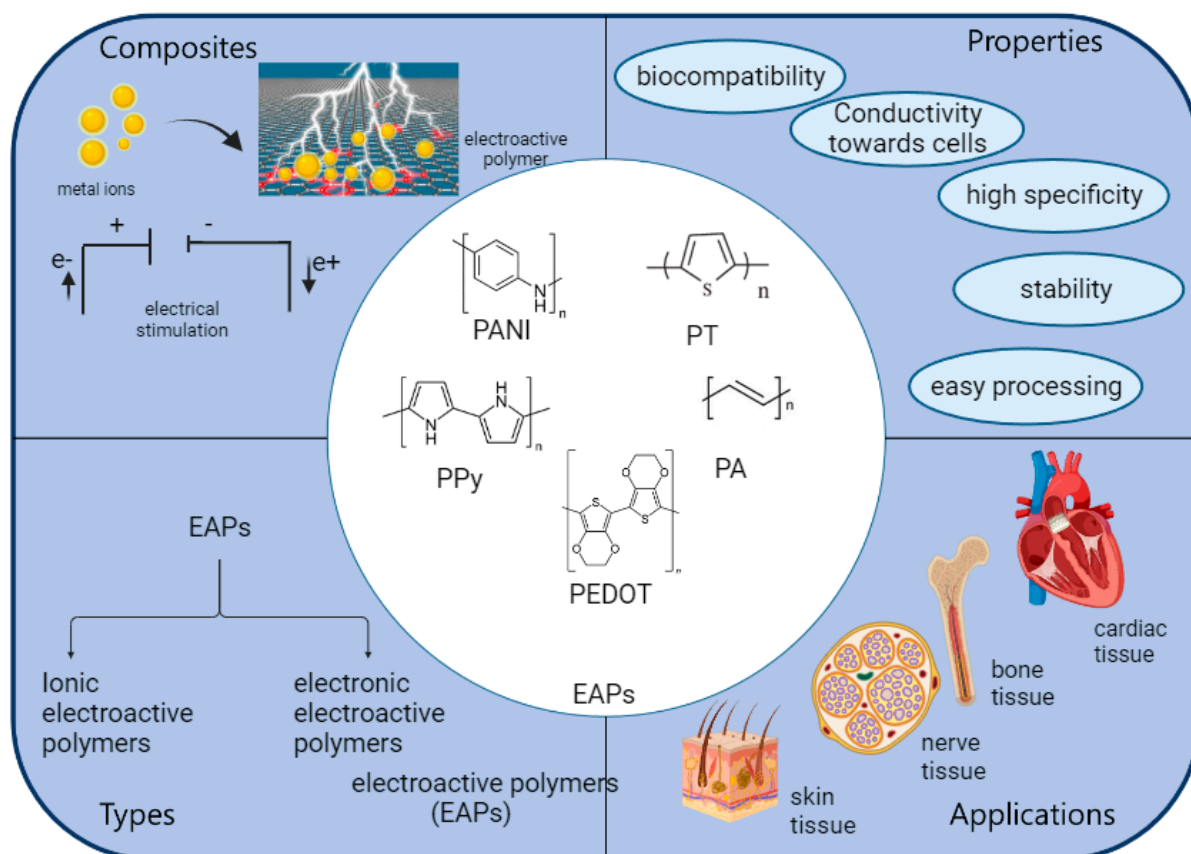 Composites
metal ions
electroactive
polymer
+
-
e-
e+
electrical
stimulation
Properties
biocompatibility
Conductivity
towards cells
high specificity
stability
easy processing
N
H
n
PANI
S
n
PT
H
N
N
H
n
PPy
n
PA
O
O
S
S
O
O
n
PEDOT
EAPs
EAPs
Ionic
electroactive
polymers
electronic
electroactive
polymers
electroactive polymers
(EAPs)
Types
cardiac
tissue
bone
tissue
nerve
tissue
skin
tissue
Applications